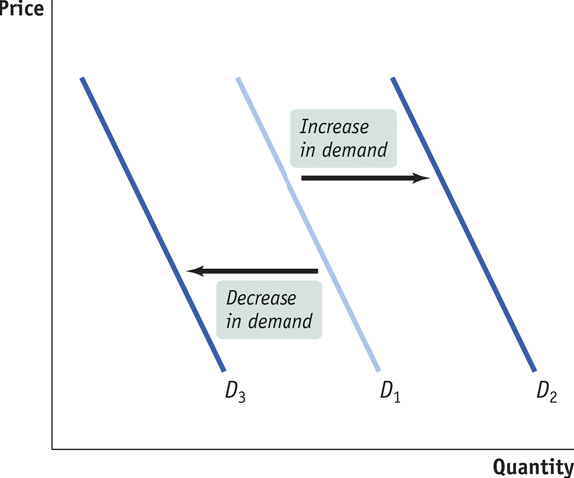 Price
Increase
in demand
Decrease
in demand
D3
D1
D2
Quantity